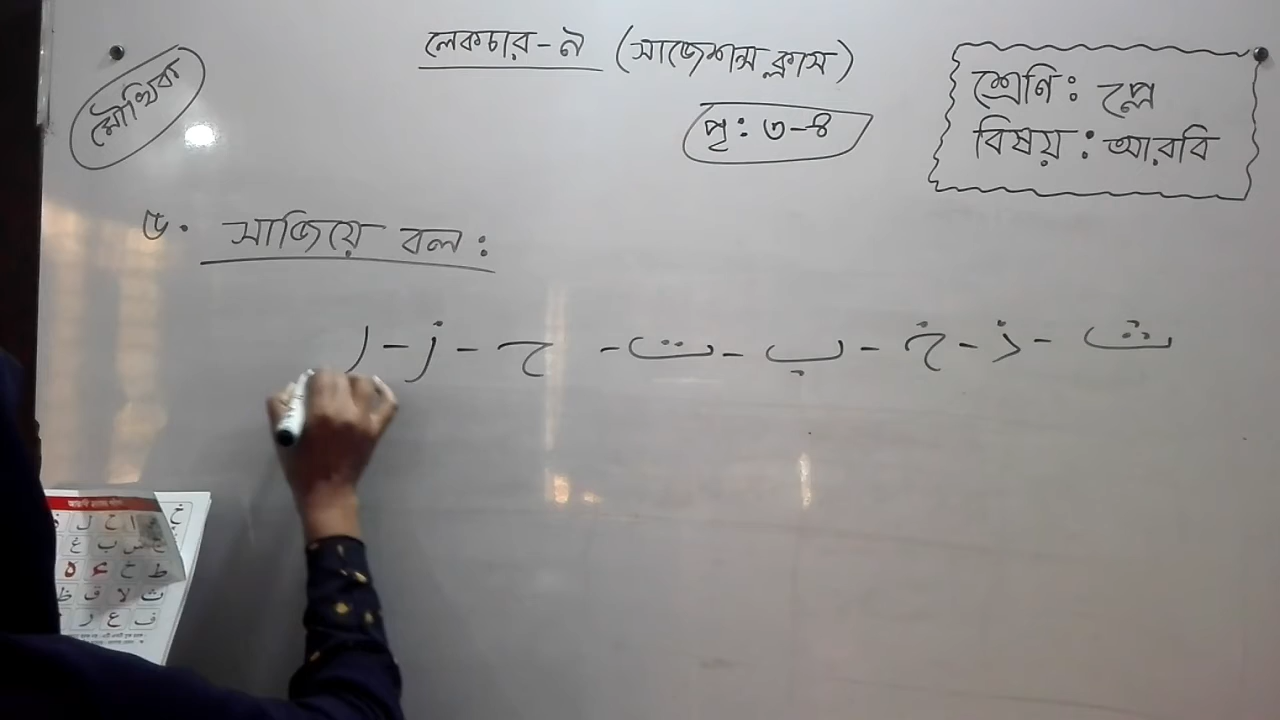 লেকচার-৯ (সাজেশন্স ক্লাস)
মৌখিক
পৃ: ৩-৪
শ্রেণি: প্লে
বিষয়: আরবি
৫. সাজিয়ে বল:
ث - ذ - خ - ب - ت - ح - ز - ر